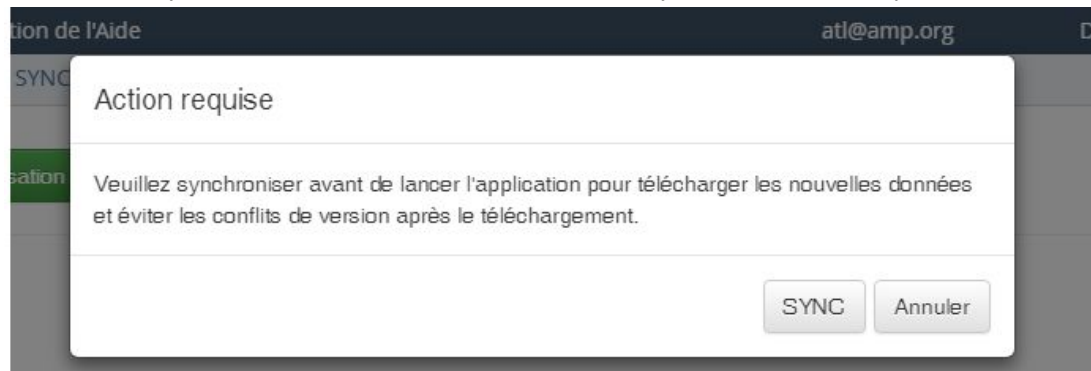 tion de l'Aide atl@amp.org D
SYNC
Action requise
sation
Veuillez synchroniser avant de lancer l'application pour télécharger les nouvelles données
et éviter les conflits de version après le téléchargement.
SYNC Annuler